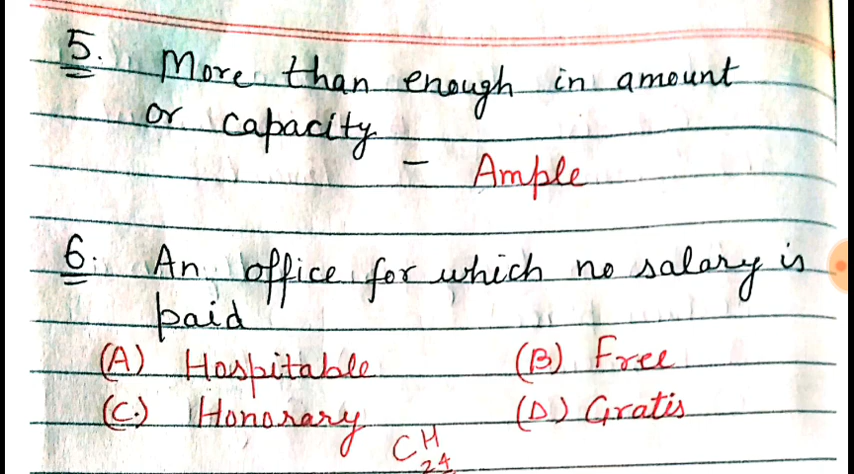 5. More than enough in amount
or capacity
- Ample
6. An office for which no salary is
paid
(A) Hospitable (B) Free
(C) Honorary (D) Gratis
CH
24